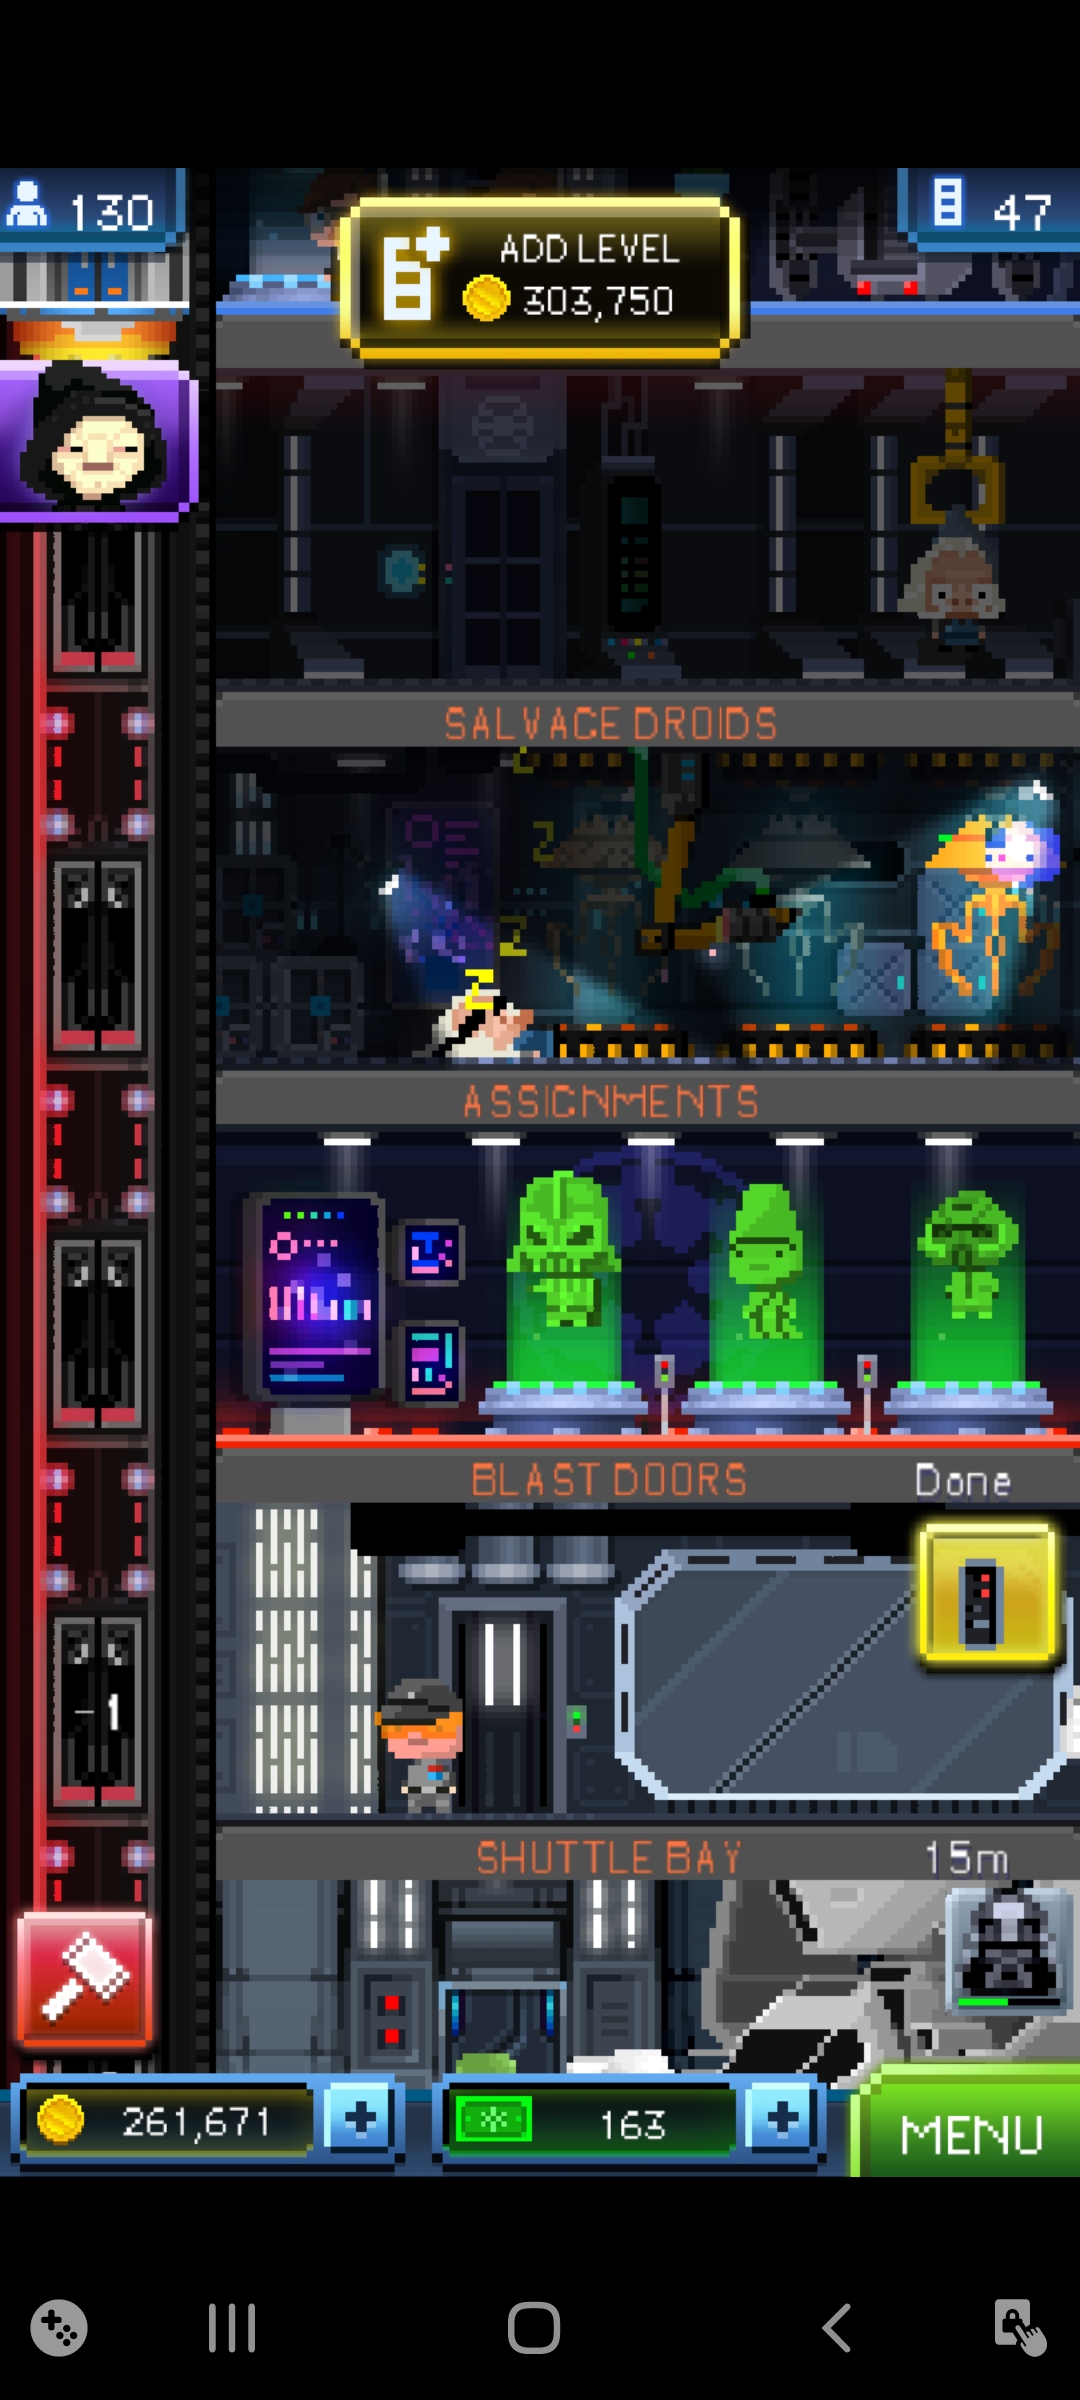 130
47
ADD LEVEL
303,750
SALVAGE DROIDS
Z
Z
Z
Z
ASSIGNMENTS
BLAST DOORS Done
-1
SHUTTLE BAY 15m
261,671 +
163 +
MENU